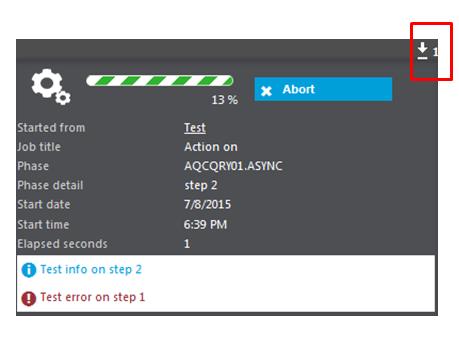 1
13 %
Abort
Started from Test
Job title Action on
Phase AQCQRY01.ASYNC
Phase detail step 2
Start date 7/8/2015
Start time 6:39 PM
Elapsed seconds 1
Test info on step 2
Test error on step 1